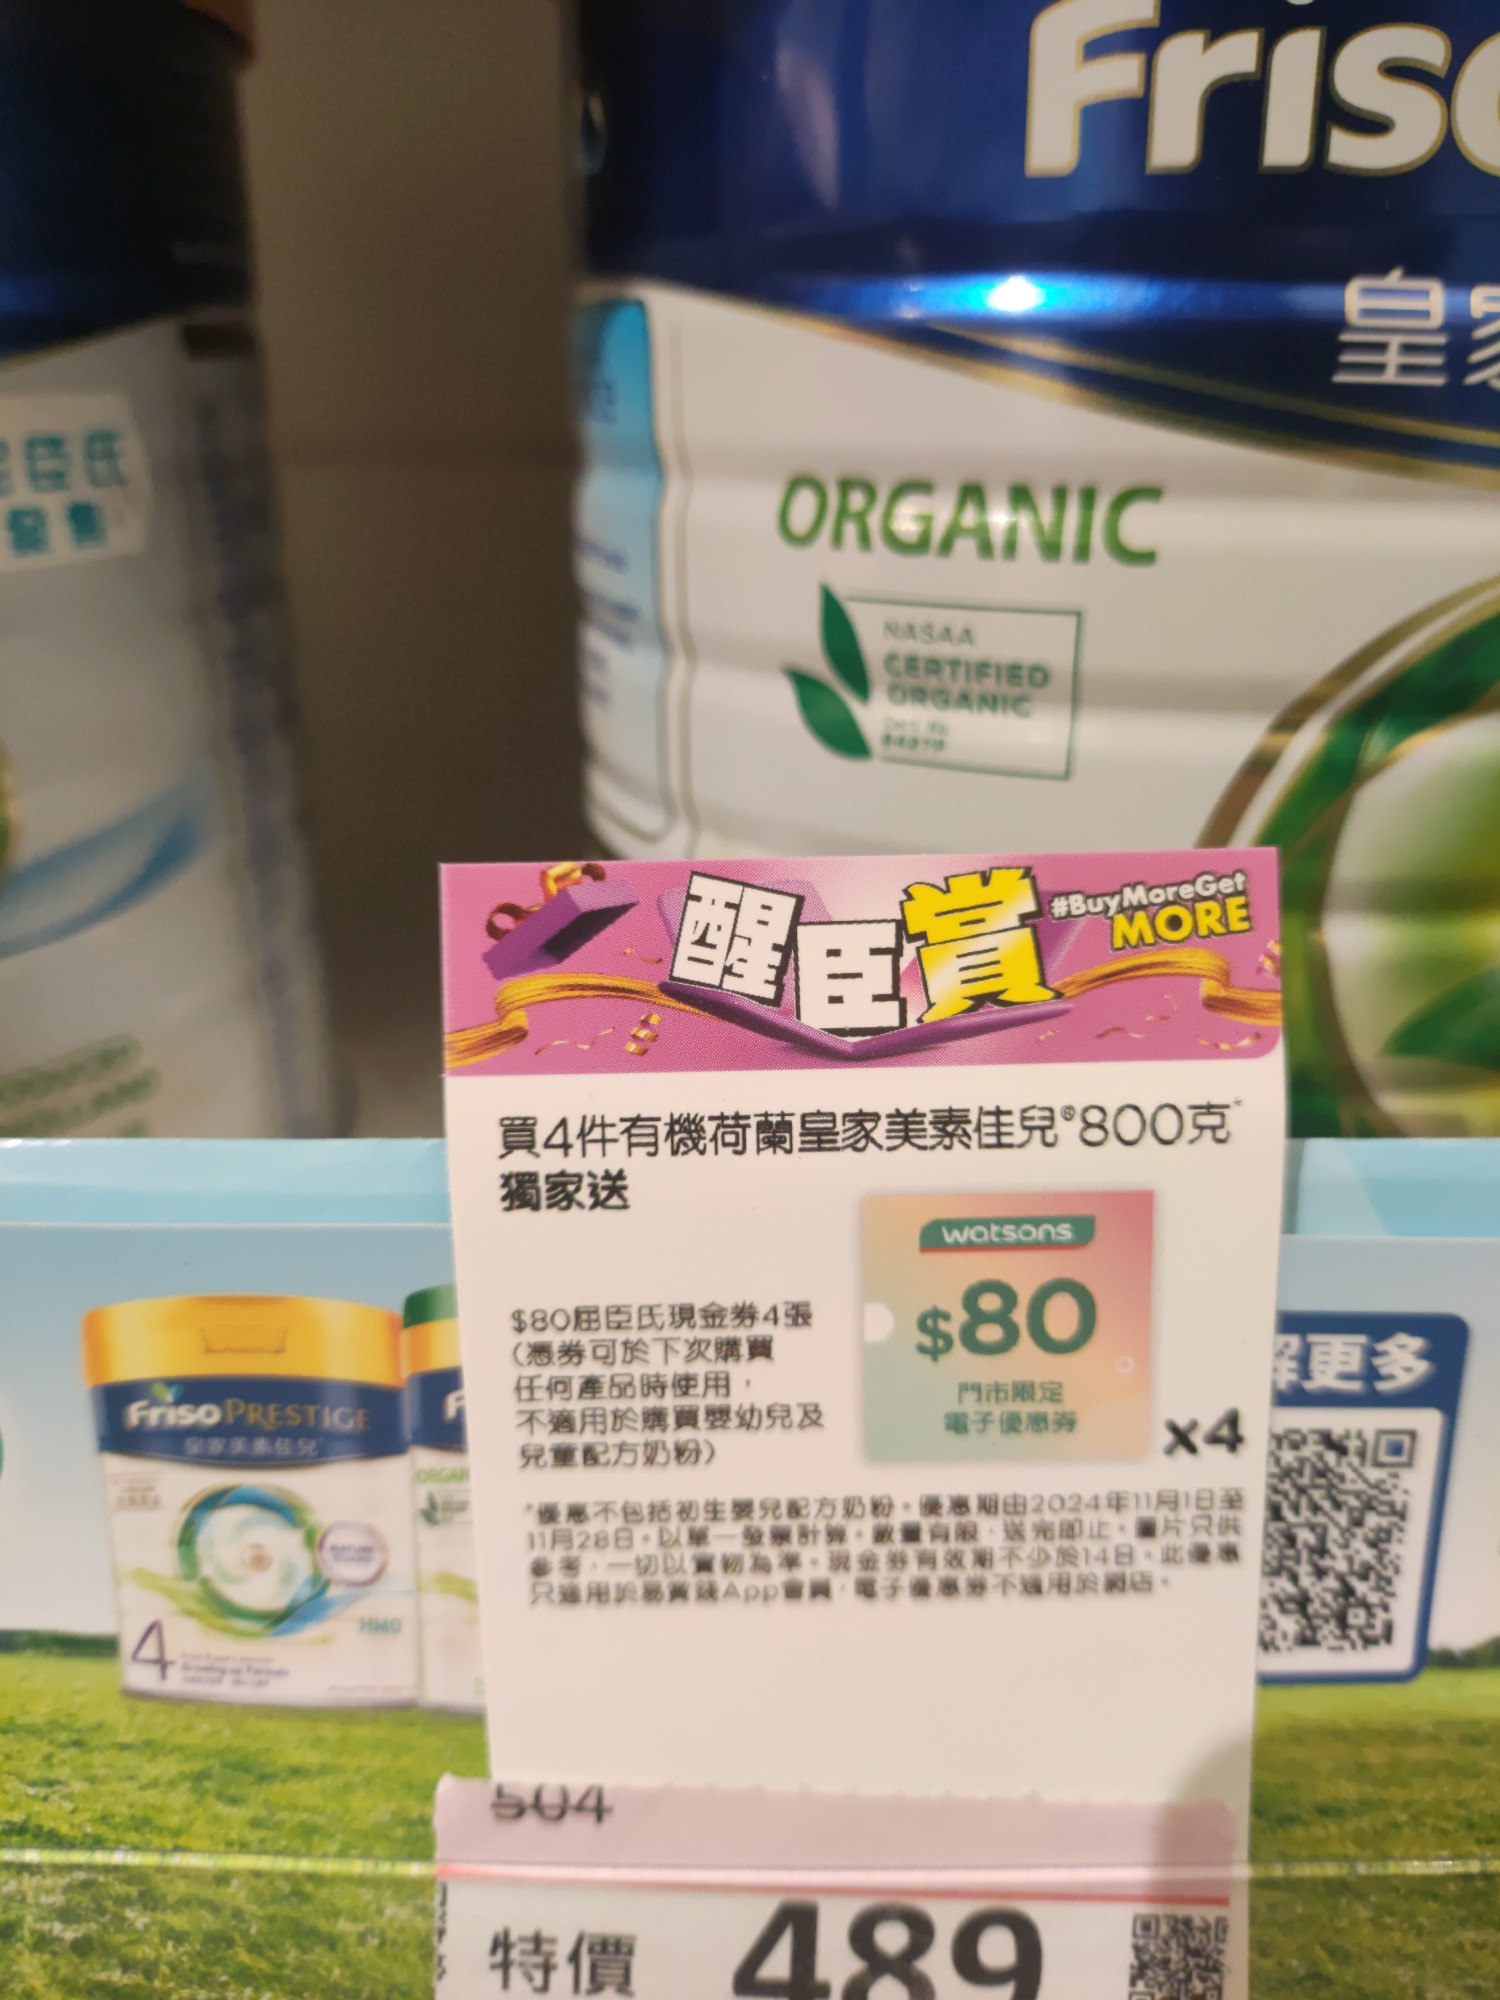 Friso
皇家
ORGANIC
NASAA
CERTIFIED
ORGANIC
臣氏
發售
醒臣賞
#BuyMoreGet
MORE
買4件有機荷蘭皇家美素佳兒®800克*
獨家送
$80屈臣氏現金券4張
(憑券可於下次購買
任何產品時使用，
不適用於購買嬰幼兒及
兒童配方奶粉)
watsons
$80
門市限定
電子優惠券
x4
*優惠不包括初生嬰兒配方奶粉。優惠期由2024年11月1日至
11月28日。以單一發票計算。數量有限，送完即止。圖片只供
參考，一切以實物為準。現金券有效期不少於14日。此優惠
只適用於易賞錢App會員，電子優惠券不適用於網店。
Friso PRESTIGE
皇家美素佳兒
4
HMO
ORGAN
解更多
504
特價
489